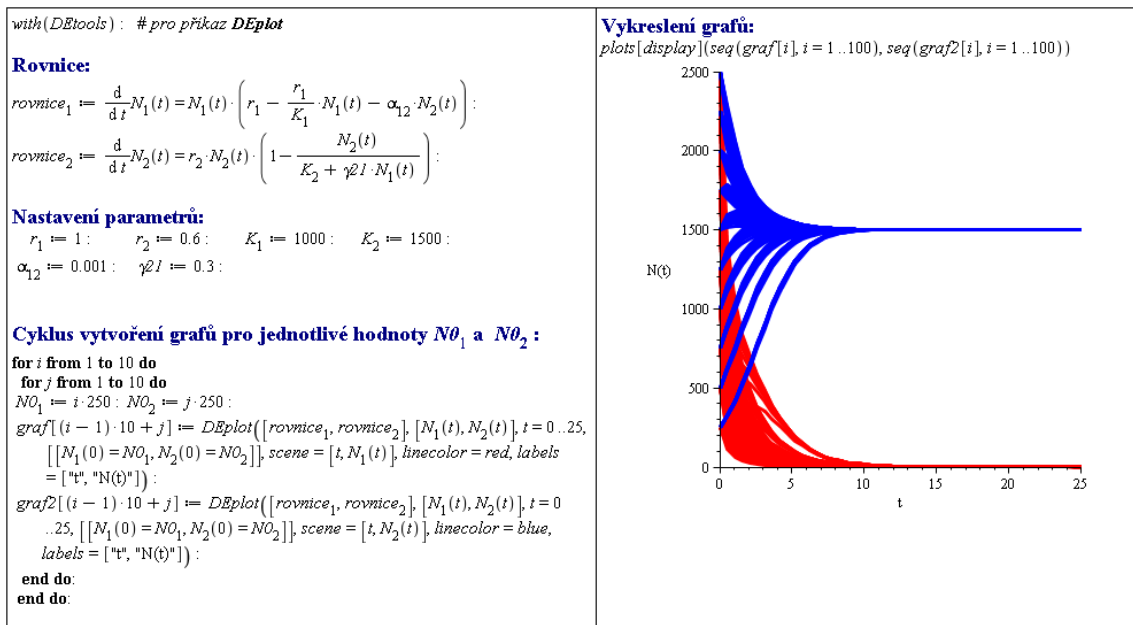 with(DEtools) : # pro příkaz DEplot
Rovnice:
rovnice₁ := d/dt N₁(t) = N₁(t)·(r₁ − r₁/K₁·N₁(t) − α₁₂·N₂(t)) :
rovnice₂ := d/dt N₂(t) = r₂·N₂(t)·(1 − N₂(t)/(K₂ + γ21·N₁(t))) :
Nastavení parametrů:
r₁ := 1 : r₂ := 0.6 : K₁ := 1000 : K₂ := 1500 :
α₁₂ := 0.001 : γ21 := 0.3 :
Cyklus vytvoření grafů pro jednotlivé hodnoty N0₁ a N0₂ :
for i from 1 to 10 do
for j from 1 to 10 do
N0₁ := i·250 : N0₂ := j·250 :
graf[(i − 1)·10 + j] := DEplot([rovnice₁, rovnice₂], [N₁(t), N₂(t)], t = 0 ..25,
[[N₁(0) = N0₁, N₂(0) = N0₂]], scene = [t, N₁(t)], linecolor = red, labels
= ["t", "N(t)"]) :
graf2[(i − 1)·10 + j] := DEplot([rovnice₁, rovnice₂], [N₁(t), N₂(t)], t = 0
..25, [[N₁(0) = N0₁, N₂(0) = N0₂]], scene = [t, N₂(t)], linecolor = blue,
labels = ["t", "N(t)"]) :
end do:
end do:
Vykreslení grafů:
plots[display](seq(graf[i], i = 1 ..100), seq(graf2[i], i = 1 ..100))
2500
2000
1500
N(t)
1000
500
0
0 5 10 15 20 25
t